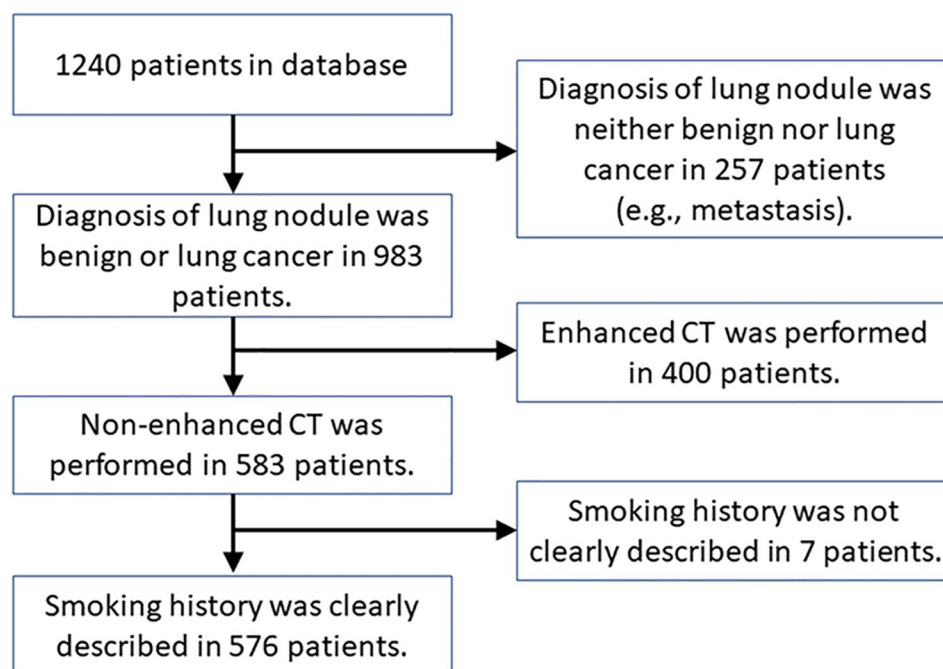 1240 patients in database
Diagnosis of lung nodule was
neither benign nor lung
cancer in 257 patients
(e.g., metastasis).
Diagnosis of lung nodule was
benign or lung cancer in 983
patients.
Enhanced CT was performed
in 400 patients.
Non-enhanced CT was
performed in 583 patients.
Smoking history was not
clearly described in 7 patients.
Smoking history was clearly
described in 576 patients.